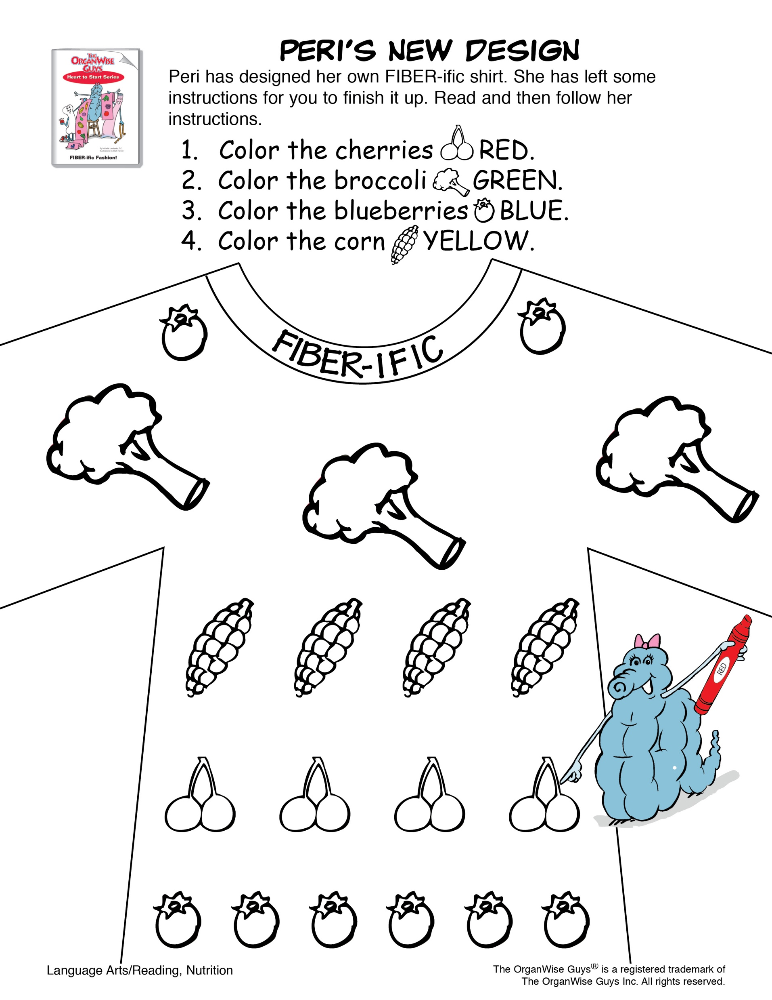 PERI'S NEW DESIGN
THE
ORGANWISE
GUYS
Heart to Start Series
FIBER-ific Fashion!
Peri has designed her own FIBER-ific shirt. She has left some
instructions for you to finish it up. Read and then follow her
instructions.
1. Color the cherries RED.
2. Color the broccoli GREEN.
3. Color the blueberries BLUE.
4. Color the corn YELLOW.
FIBER-IFIC
RED
Language Arts/Reading, Nutrition
The OrganWise Guys® is a registered trademark of
The OrganWise Guys Inc. All rights reserved.